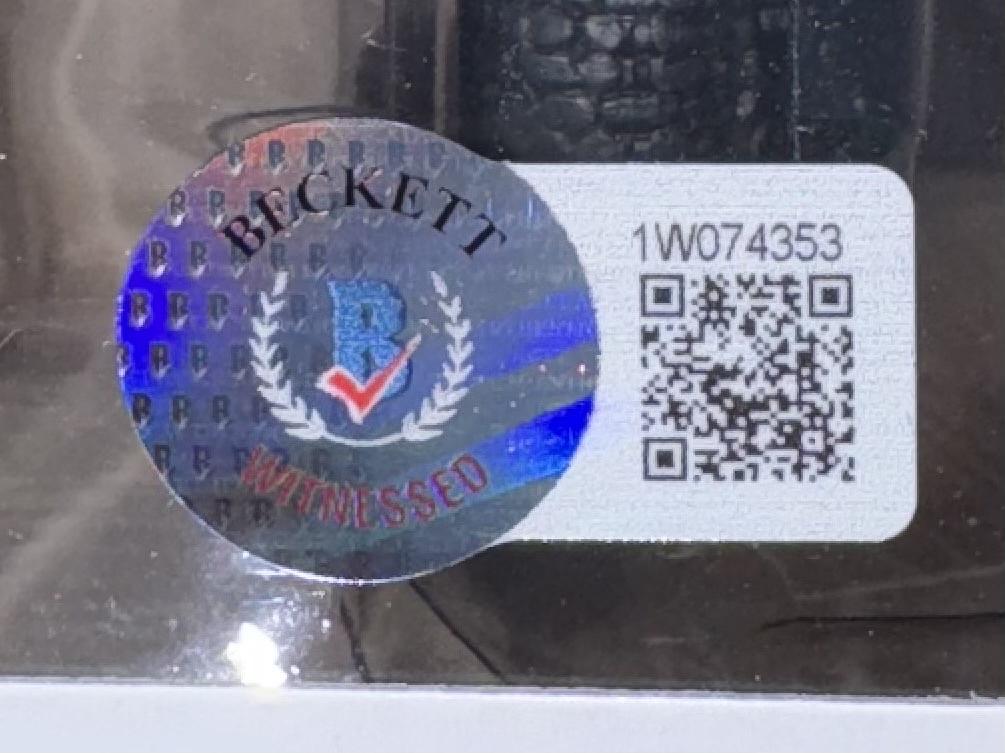 BECKETT
B
WITNESSED
1W074353